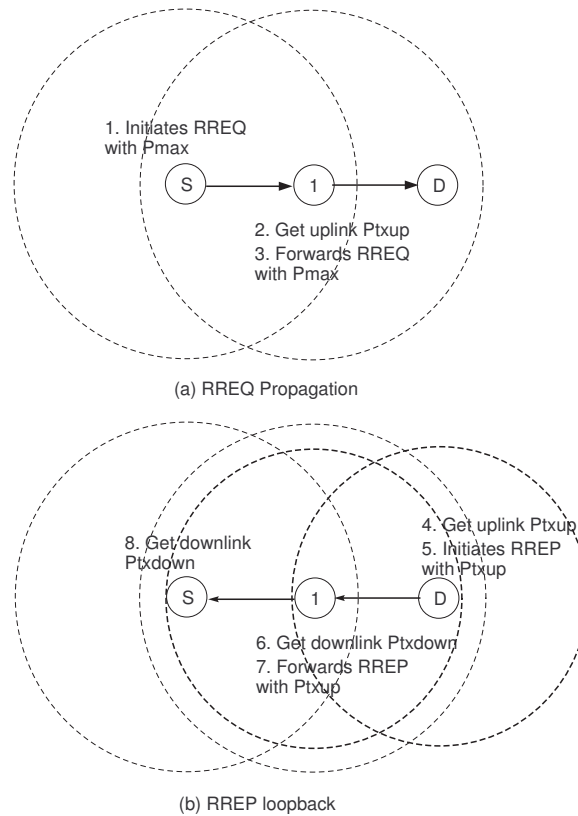 1. Initiates RREQ
with Pmax
S
1
D
2. Get uplink Ptxup
3. Forwards RREQ
with Pmax
(a) RREQ Propagation
4. Get uplink Ptxup
5. Initiates RREP
with Ptxup
8. Get downlink
Ptxdown
S
1
D
6. Get downlink Ptxdown
7. Forwards RREP
with Ptxup
(b) RREP loopback